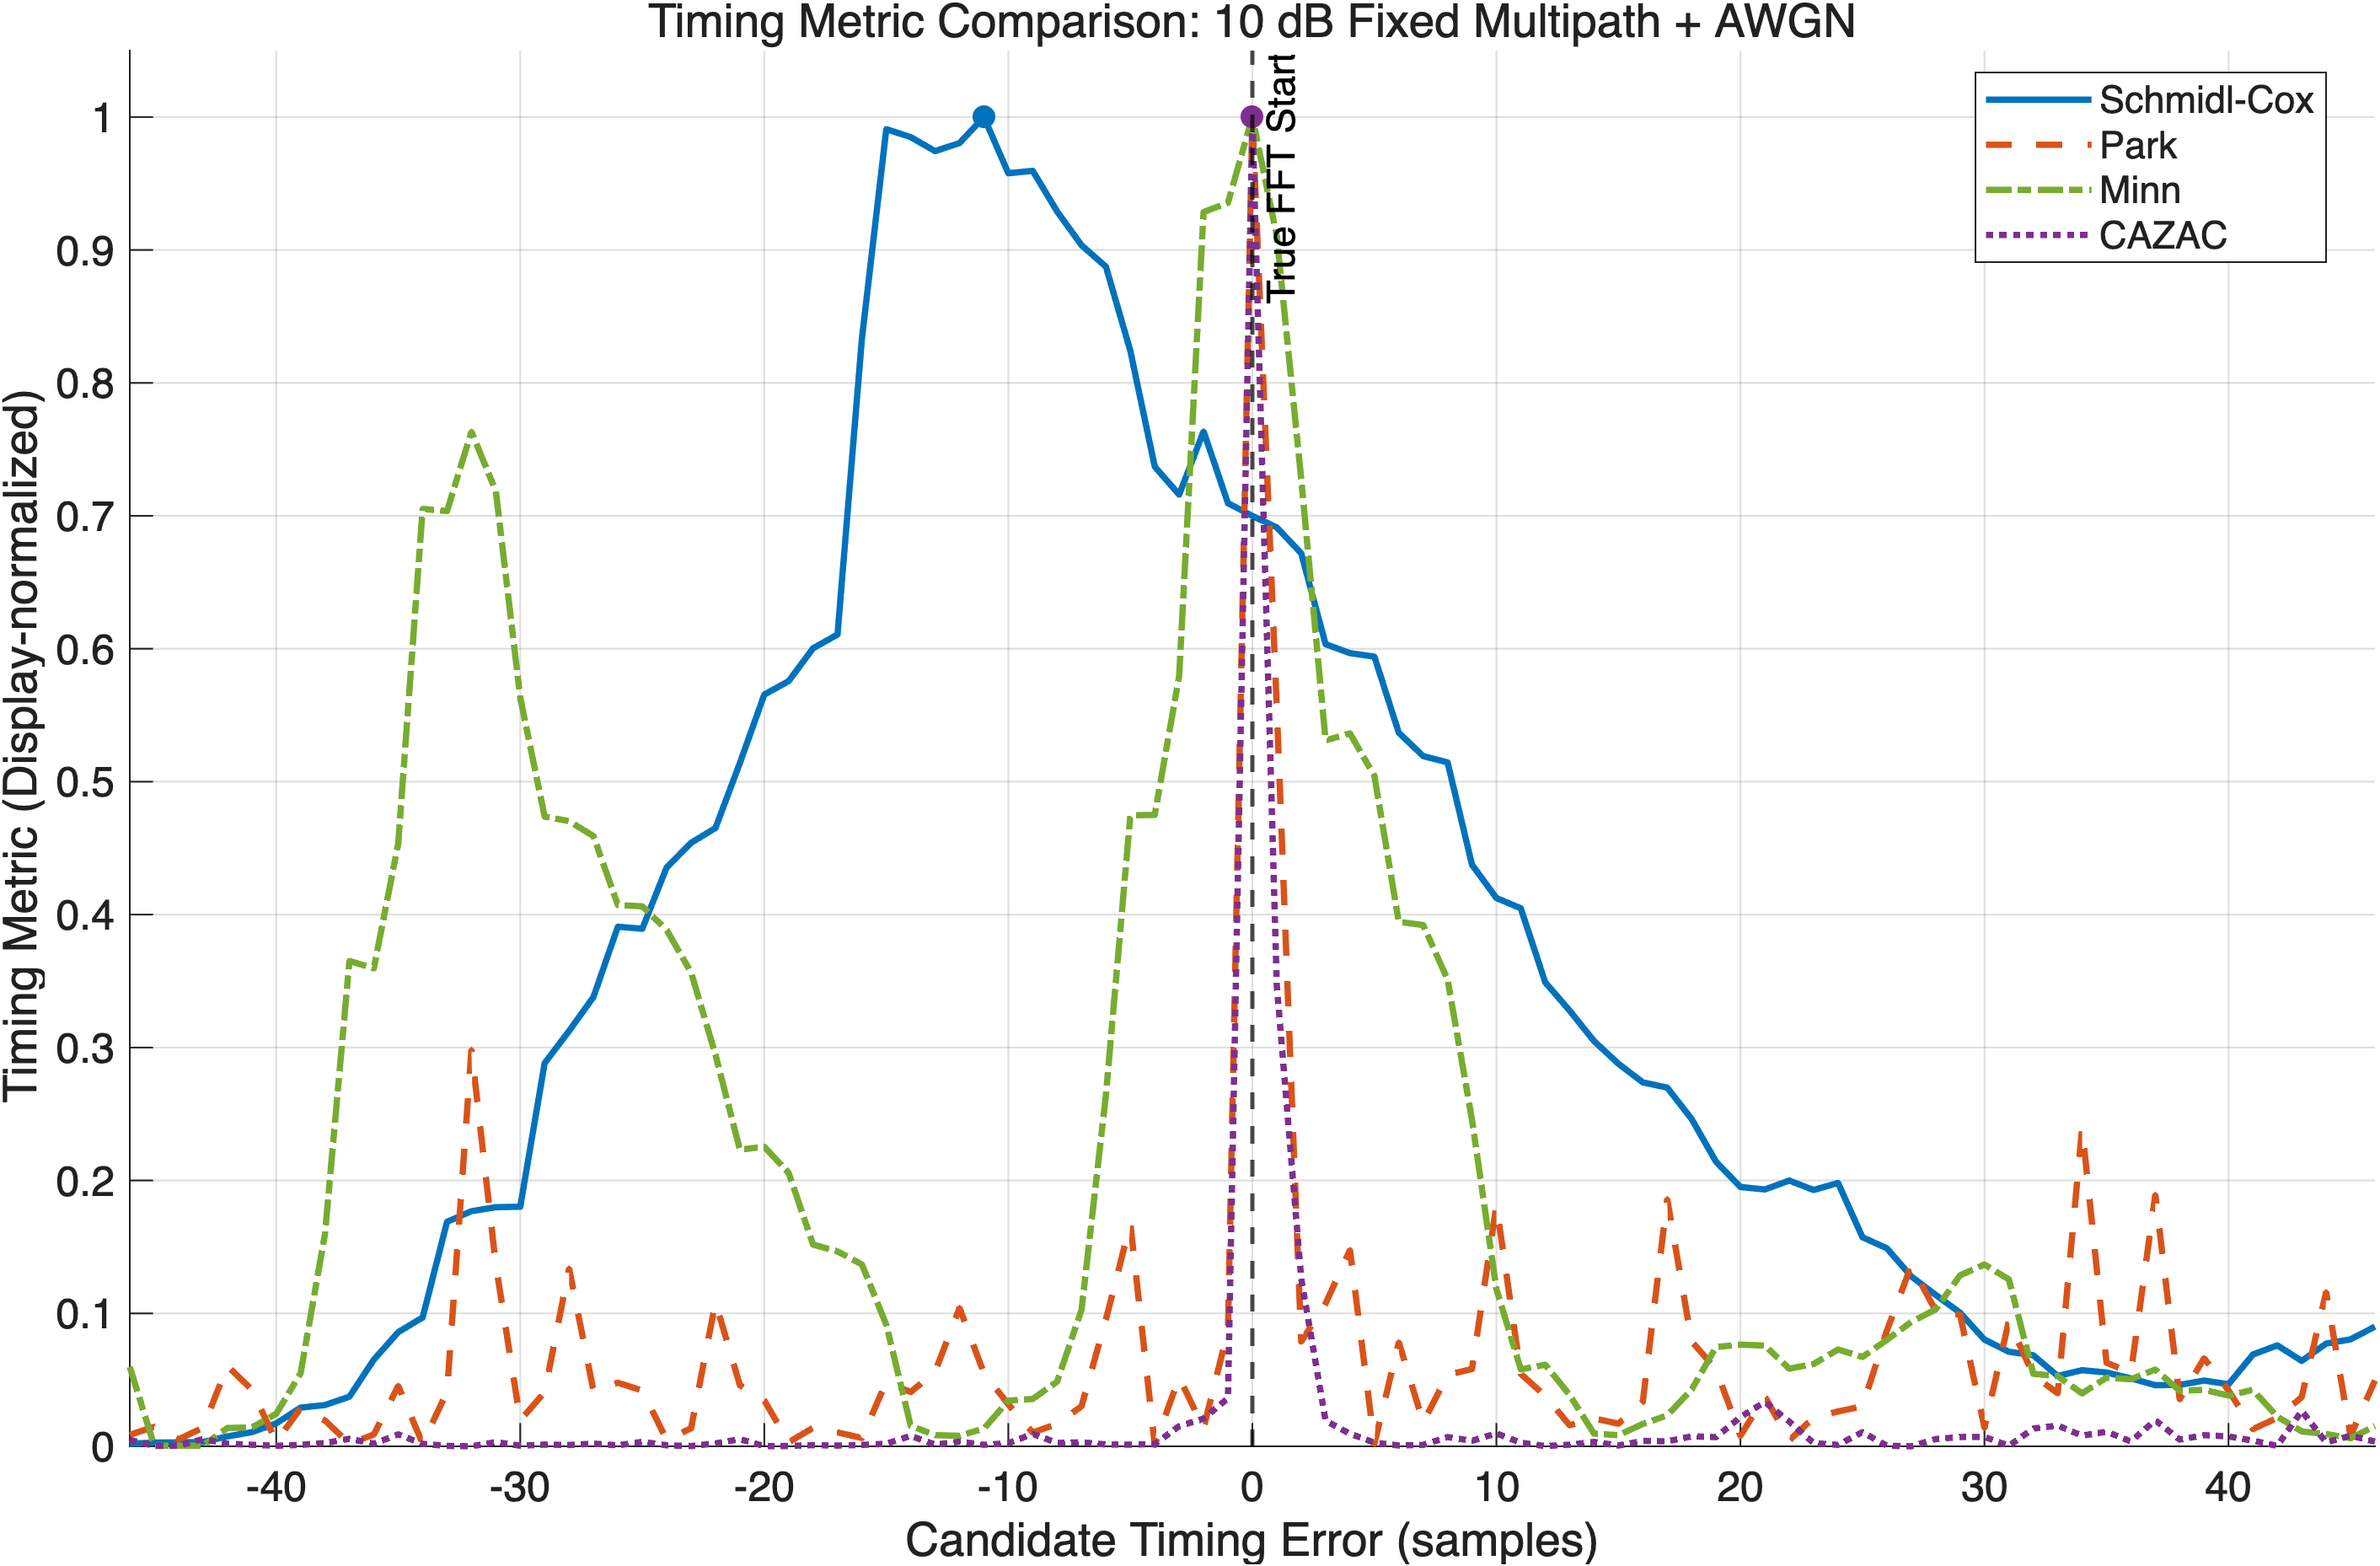 Timing Metric Comparison: 10 dB Fixed Multipath + AWGN
Timing Metric (Display-normalized)
1
0.9
0.8
0.7
0.6
0.5
0.4
0.3
0.2
0.1
0
True FFT Start
Schmidl-Cox
Park
Minn
CAZAC
-40 -30 -20 -10 0 10 20 30 40
Candidate Timing Error (samples)